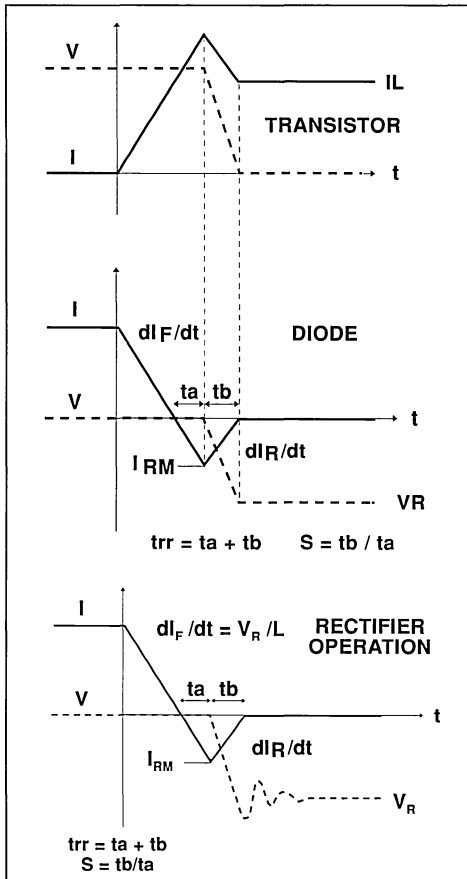 V
IL
TRANSISTOR
I
t
I
dIF/dt
DIODE
ta tb
V
t
IRM
dIR/dt
VR
trr = ta + tb S = tb / ta
I
dIF/dt = VR/L
RECTIFIER
OPERATION
ta tb
V
t
IRM
dIR/dt
VR
trr = ta + tb
S = tb/ta